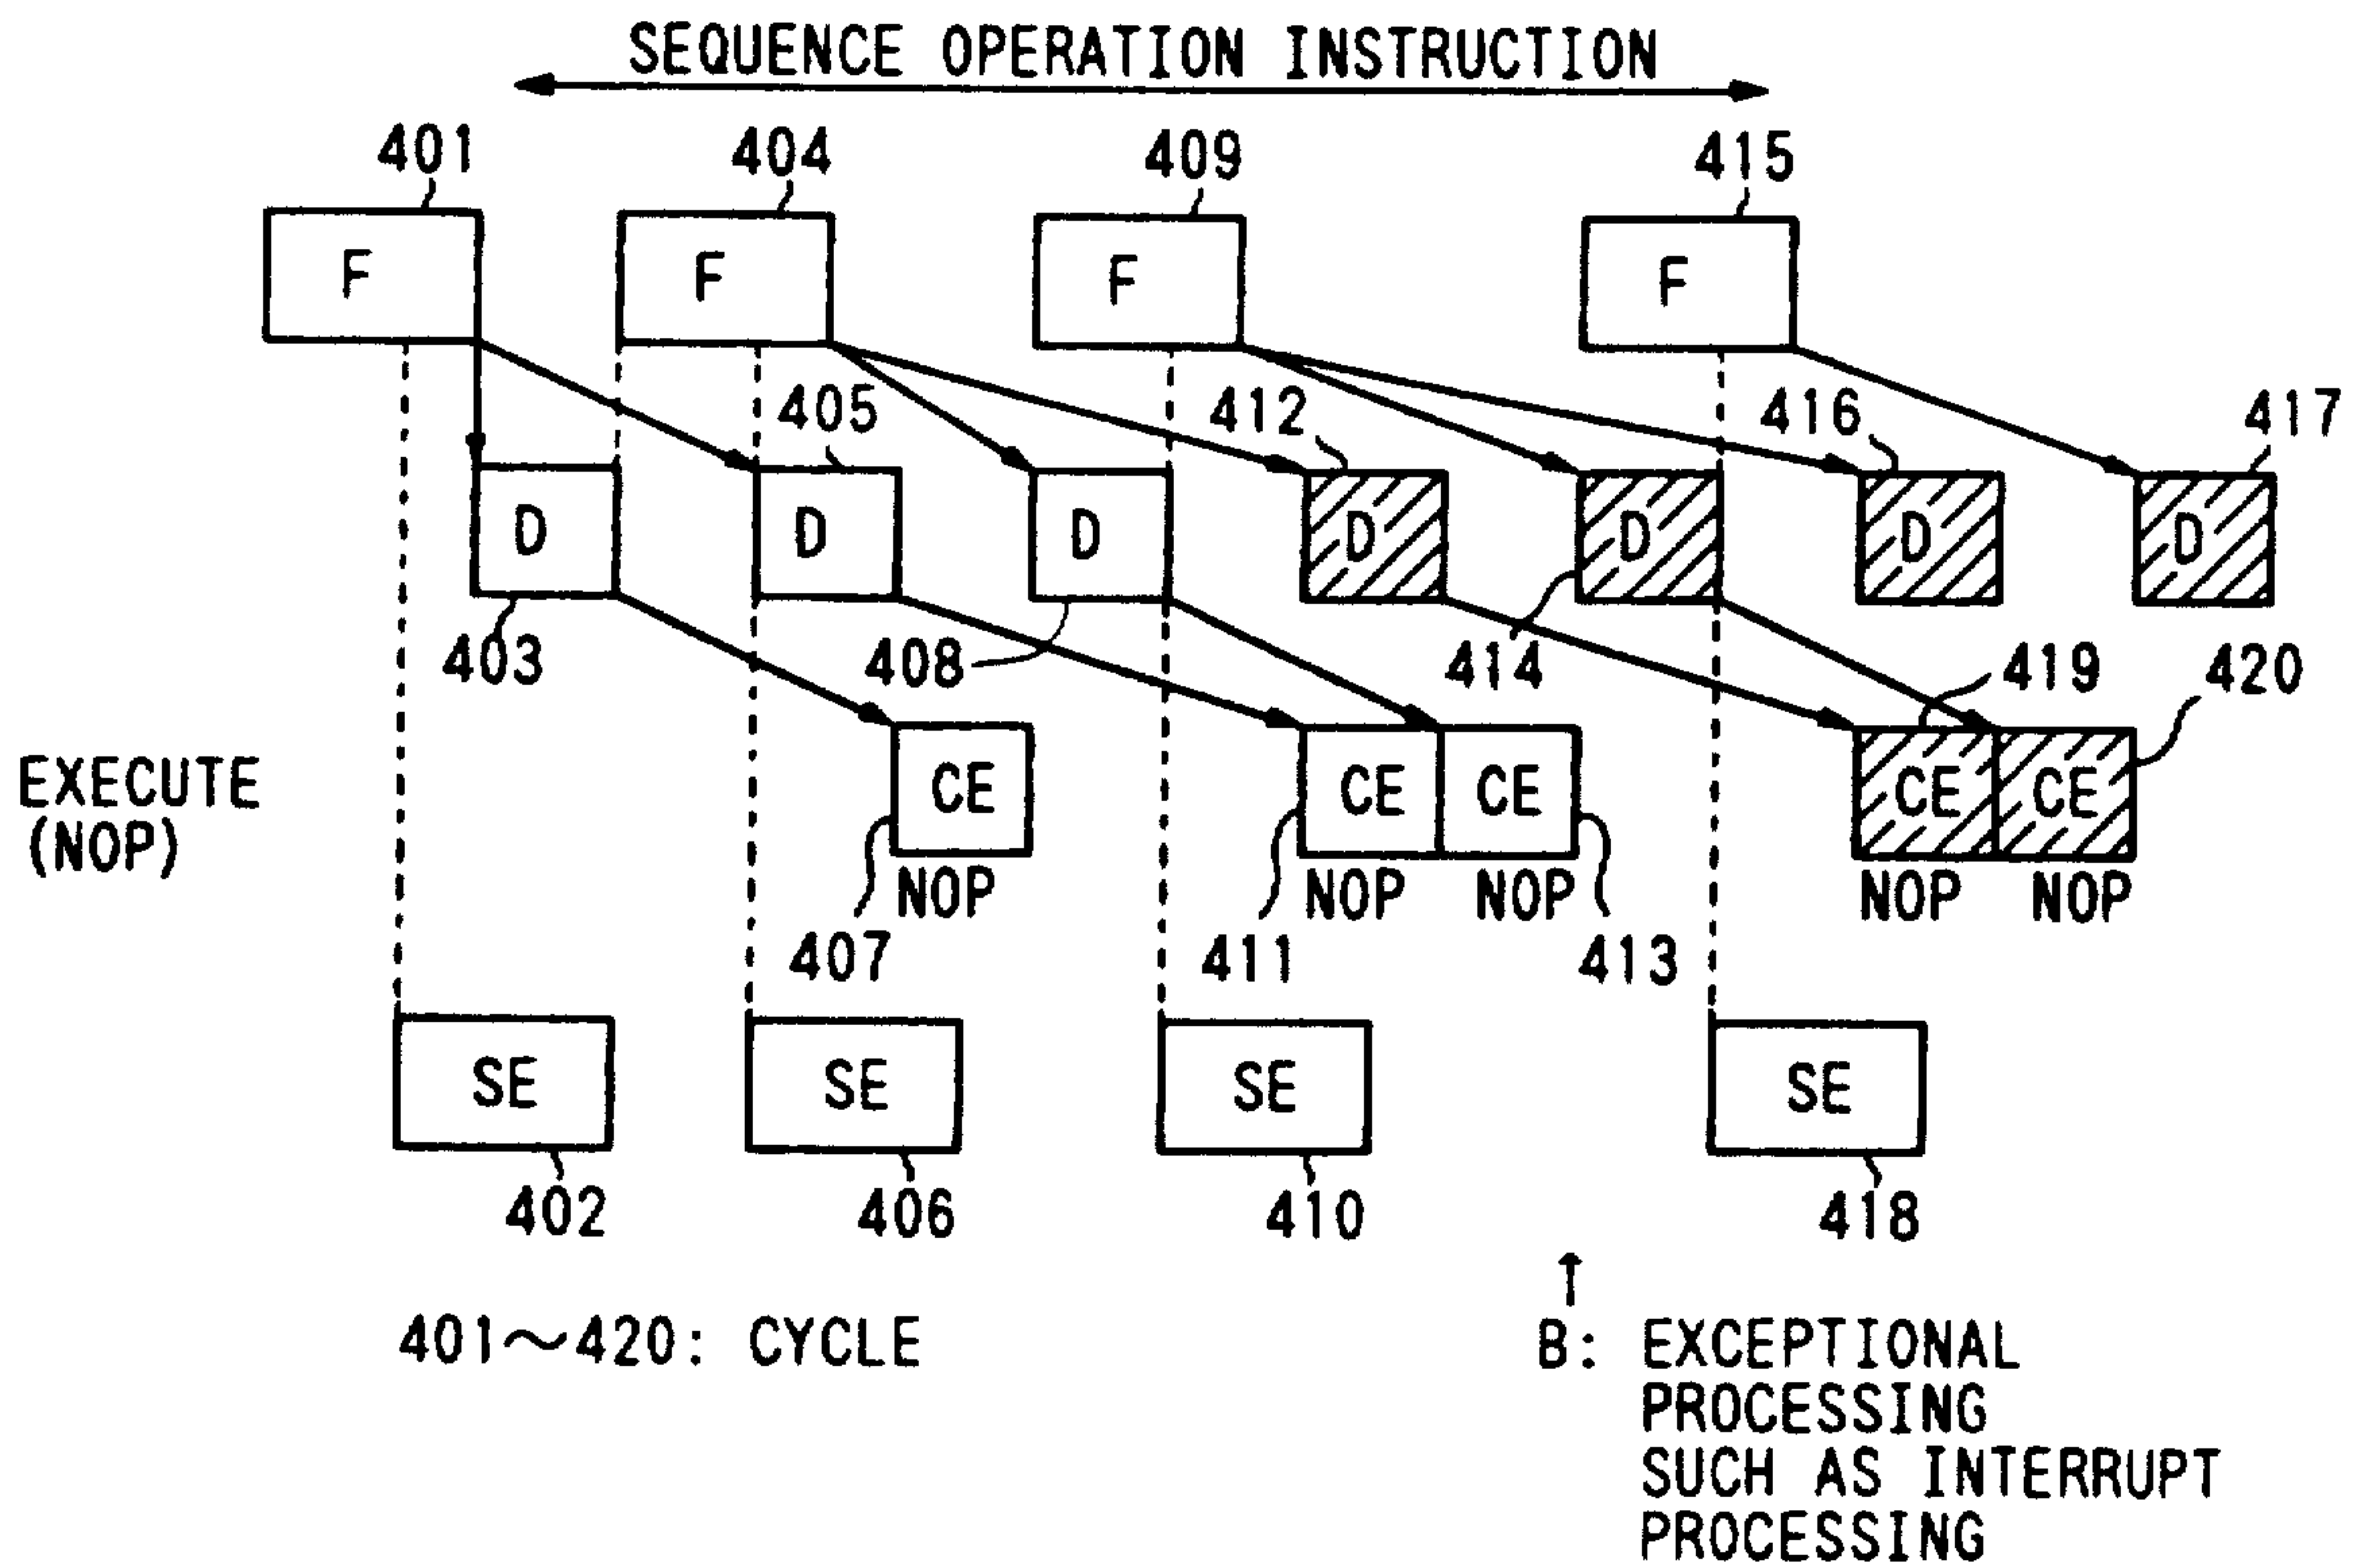 SEQUENCE OPERATION INSTRUCTION
401 404 409 415
F F F F
405 412 416 417
D D D D D D D
403 408 414 419 420
EXECUTE
(NOP)
CE CE CE CE CE
NOP NOP NOP NOP NOP
407 411 413
SE SE SE SE
402 406 410 418
401～420: CYCLE
B: EXCEPTIONAL
PROCESSING
SUCH AS INTERRUPT
PROCESSING